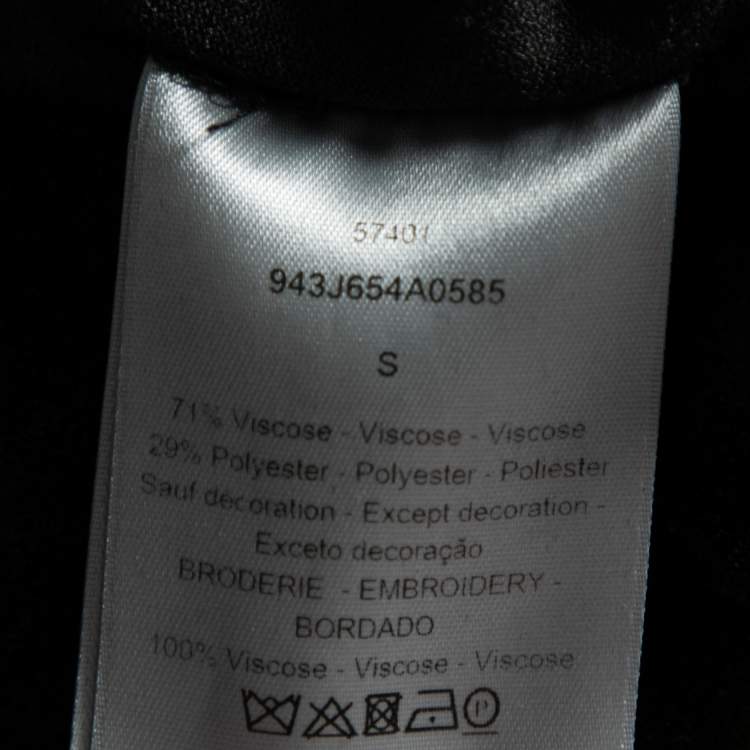 57401
943J654A0585
S
71% Viscose - Viscose - Viscose
29% Polyester - Polyester - Poliéster
Sauf decoration - Except decoration -
Exceto decoração
BRODERIE - EMBROIDERY -
BORDADO
100% Viscose - Viscose - Viscose
P